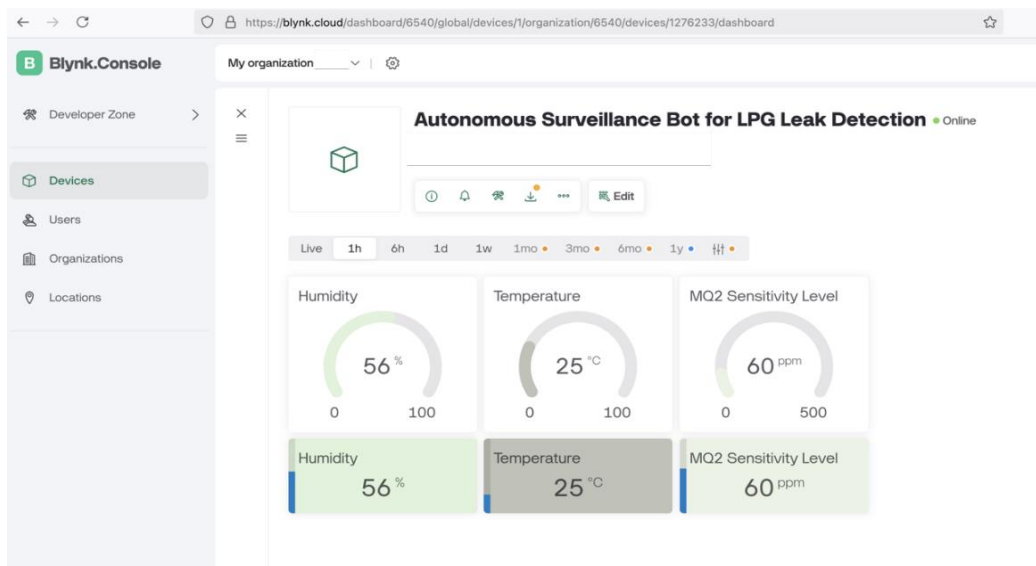 https://blynk.cloud/dashboard/6540/global/devices/1/organization/6540/devices/1276233/dashboard
B Blynk.Console
My organization
Developer Zone
Devices
Users
Organizations
Locations
Autonomous Surveillance Bot for LPG Leak Detection Online
Edit
Live 1h 6h 1d 1w 1mo 3mo 6mo 1y
Humidity
56 %
0 100
Temperature
25 °C
0 100
MQ2 Sensitivity Level
60 ppm
0 500
Humidity
56 %
Temperature
25 °C
MQ2 Sensitivity Level
60 ppm